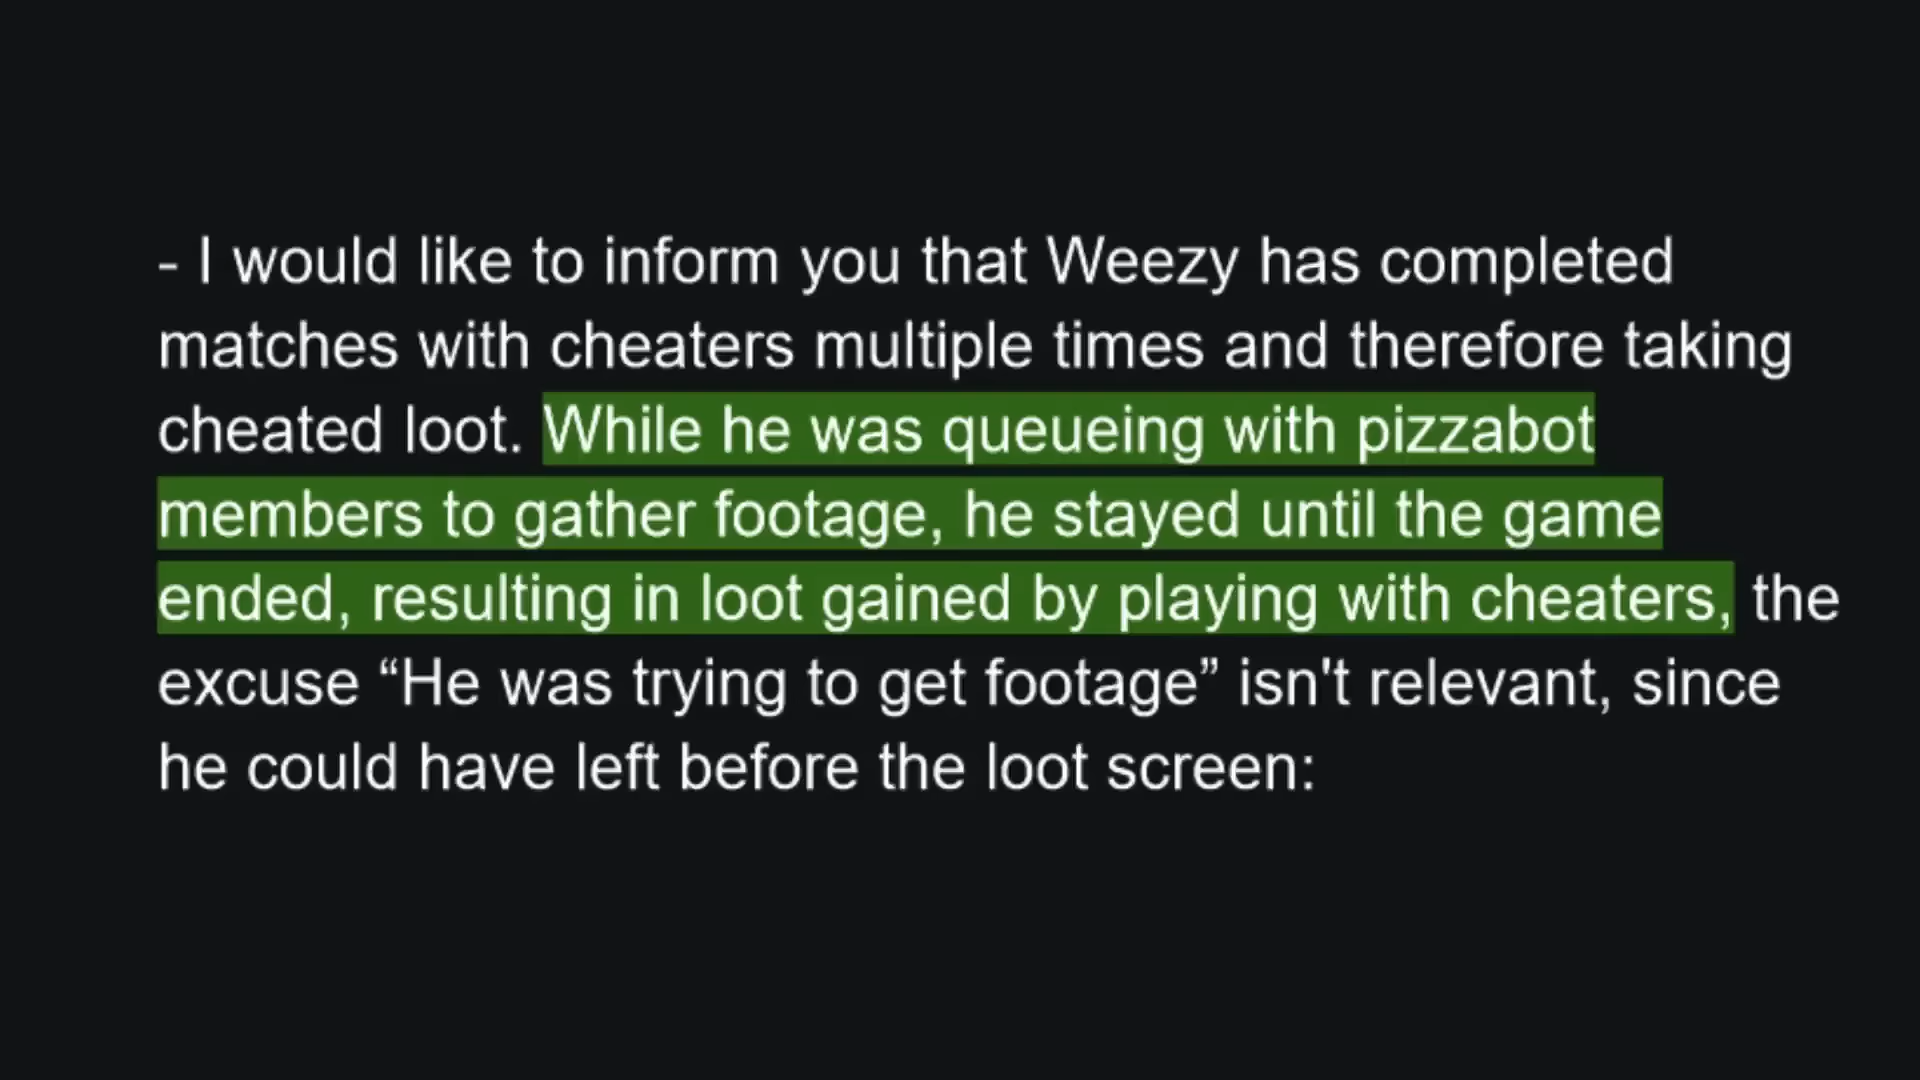 - I would like to inform you that Weezy has completed
matches with cheaters multiple times and therefore taking
cheated loot. While he was queueing with pizzabot
members to gather footage, he stayed until the game
ended, resulting in loot gained by playing with cheaters, the
excuse “He was trying to get footage” isn't relevant, since
he could have left before the loot screen: